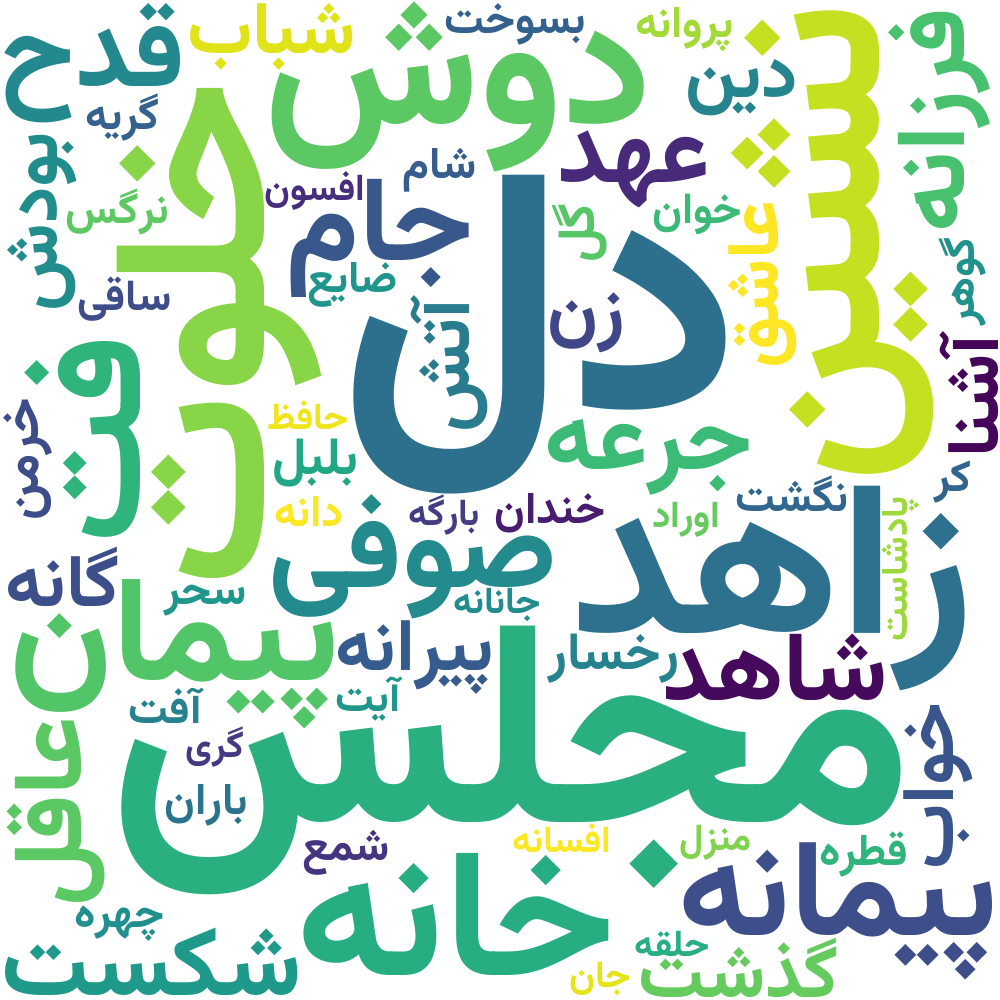 قدح
شباب
بسوخت
پروانه
دین
نشین
فرزانه
دوش
گریه
بودش
خلوت
نرگس
ساقی
شام
افسون
جام
ضایع
عهد
خوان
گل
عاشق
گوهر
آشنا
دل
زن
آتش
فت
خرمن
حافظ
بلبل
دانه
جرعه
کر
نگشت
خندان
بارگه
اوراد
پادشاست
زاهد
صوفی
جانانه
سحر
گانه
پیمان
پیرانه
رخسار
شاهد
آیت
آفت
گری
باران
مجلس
عاقل
خواب
شمع
افسانه
منزل
قطره
پیمانه
خانه
چهره
شکست
حلقه
جان
گذشت